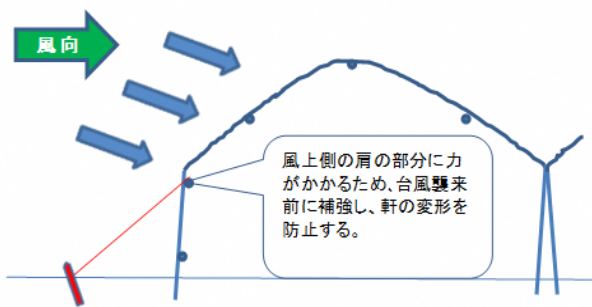 風向
風上側の肩の部分に力
がかかるため、台風襲来
前に補強し、軒の変形を
防止する。